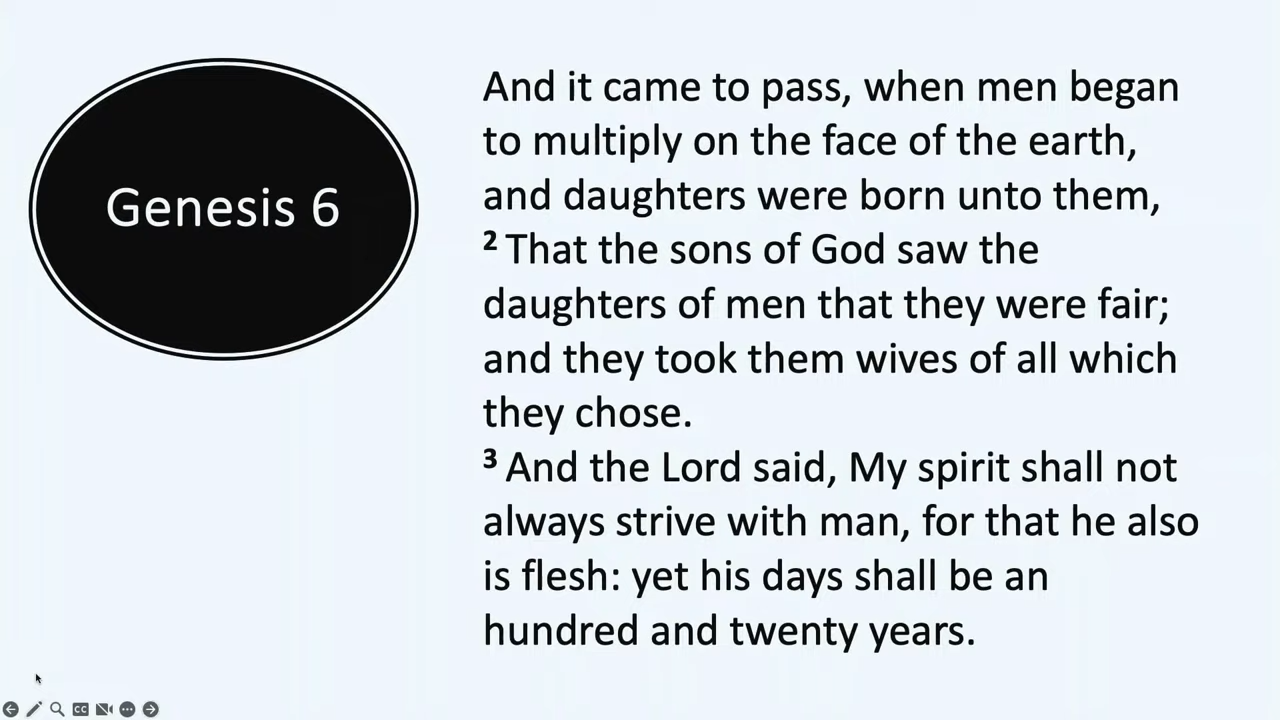 Genesis 6
And it came to pass, when men began
to multiply on the face of the earth,
and daughters were born unto them,
² That the sons of God saw the
daughters of men that they were fair;
and they took them wives of all which
they chose.
³ And the Lord said, My spirit shall not
always strive with man, for that he also
is flesh: yet his days shall be an
hundred and twenty years.
CC